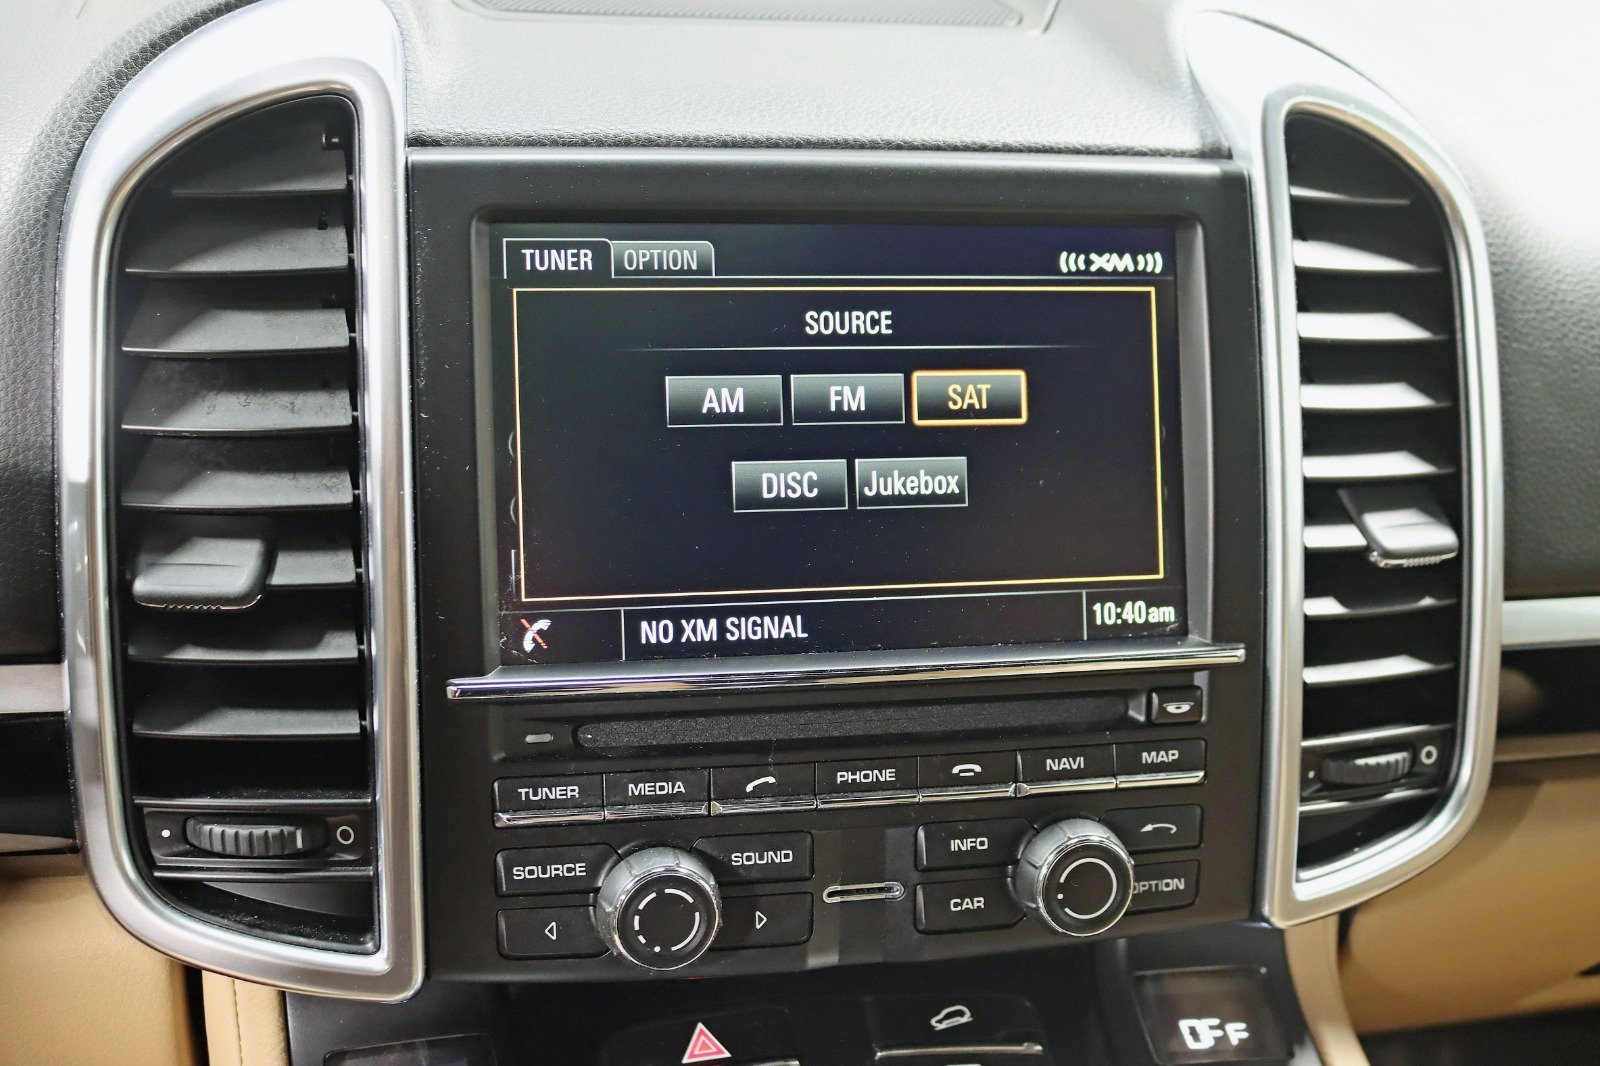 TUNER OPTION (((XM)))
SOURCE
AM FM SAT
DISC Jukebox
NO XM SIGNAL 10:40am
TUNER MEDIA PHONE NAVI MAP
SOURCE SOUND INFO
CAR OPTION
OFF